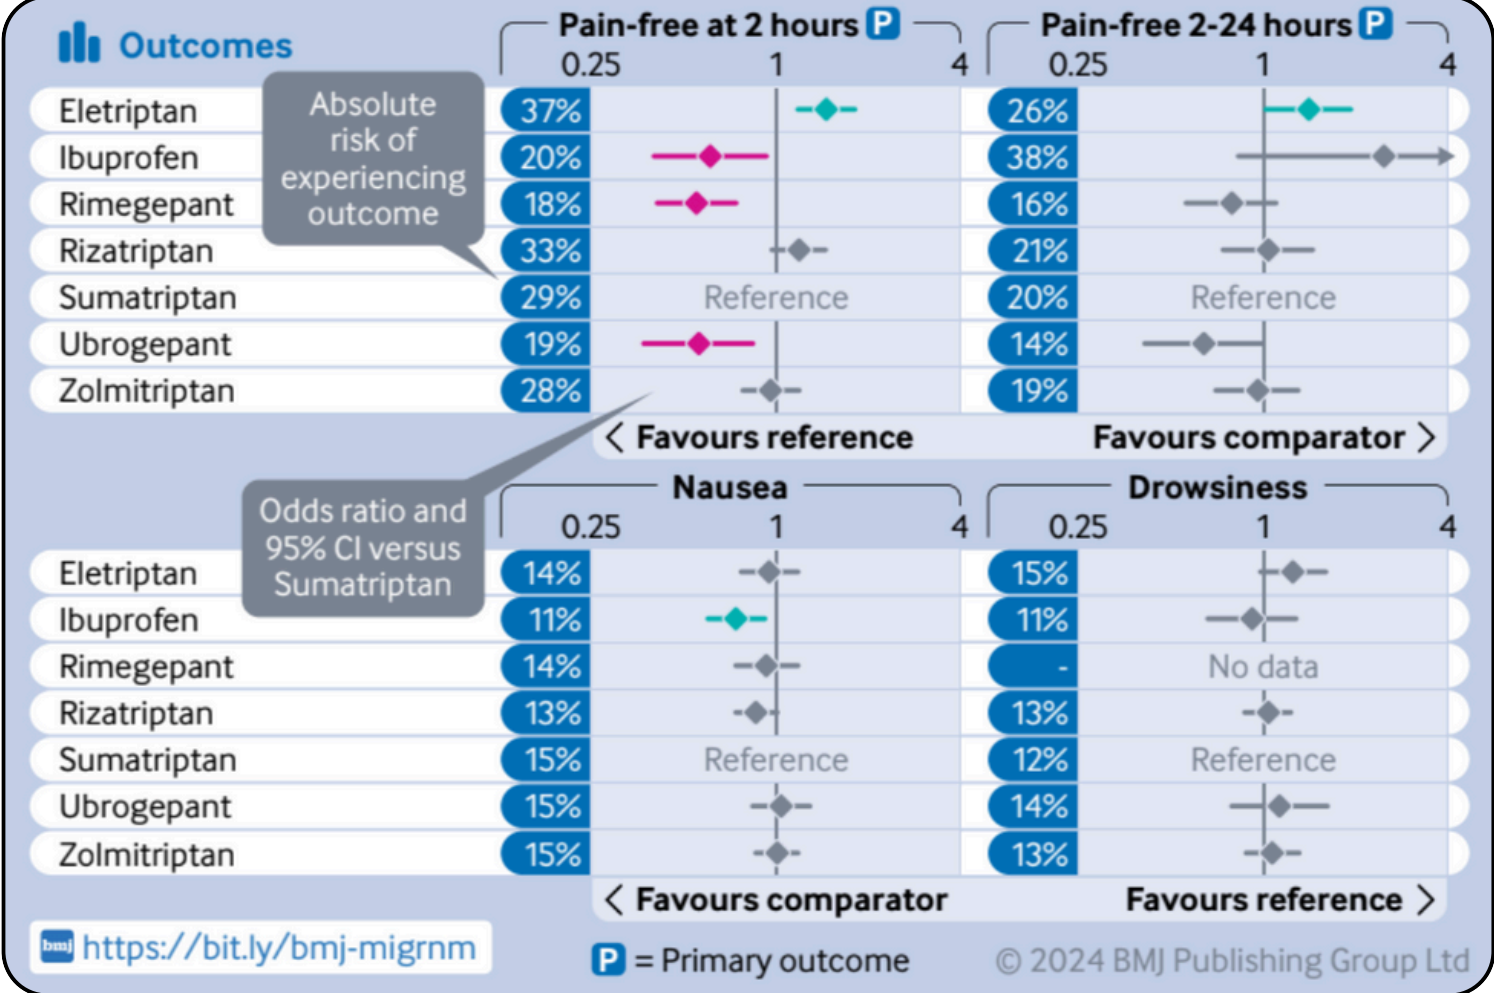 Outcomes
Pain-free at 2 hours P
Pain-free 2-24 hours P
0.25 1 4
0.25 1 4
Absolute
risk of
experiencing
outcome
Eletriptan 37% 26%
Ibuprofen 20% 38%
Rimegepant 18% 16%
Rizatriptan 33% 21%
Sumatriptan 29% Reference 20% Reference
Ubrogepant 19% 14%
Zolmitriptan 28% 19%
< Favours reference Favours comparator >
Odds ratio and
95% CI versus
Sumatriptan
Nausea Drowsiness
0.25 1 4 0.25 1 4
Eletriptan 14% 15%
Ibuprofen 11% 11%
Rimegepant 14% - No data
Rizatriptan 13% 13%
Sumatriptan 15% Reference 12% Reference
Ubrogepant 15% 14%
Zolmitriptan 15% 13%
< Favours comparator Favours reference >
bmj https://bit.ly/bmj-migrnm
P = Primary outcome
© 2024 BMJ Publishing Group Ltd